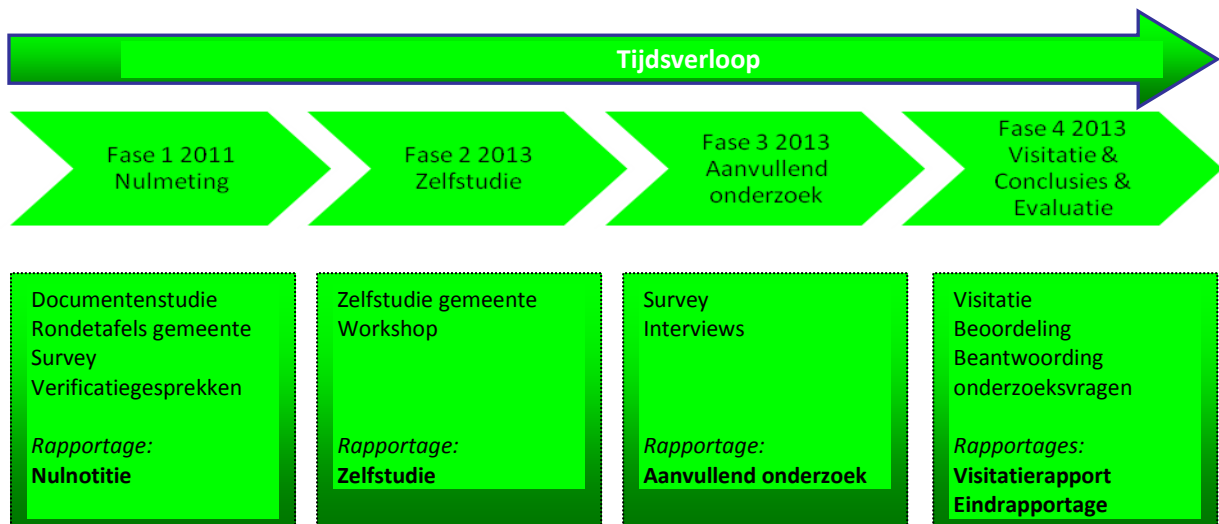 Tijdsverloop
Fase 1 2011
Nulmeting
Fase 2 2013
Zelfstudie
Fase 3 2013
Aanvullend
onderzoek
Fase 4 2013
Visitatie &
Conclusies &
Evaluatie
Documentenstudie
Rondetafels gemeente
Survey
Verificatiegesprekken
Rapportage:
Nulnotitie
Zelfstudie gemeente
Workshop
Rapportage:
Zelfstudie
Survey
Interviews
Rapportage:
Aanvullend onderzoek
Visitatie
Beoordeling
Beantwoording
onderzoeksvragen
Rapportages:
Visitatierapport
Eindrapportage